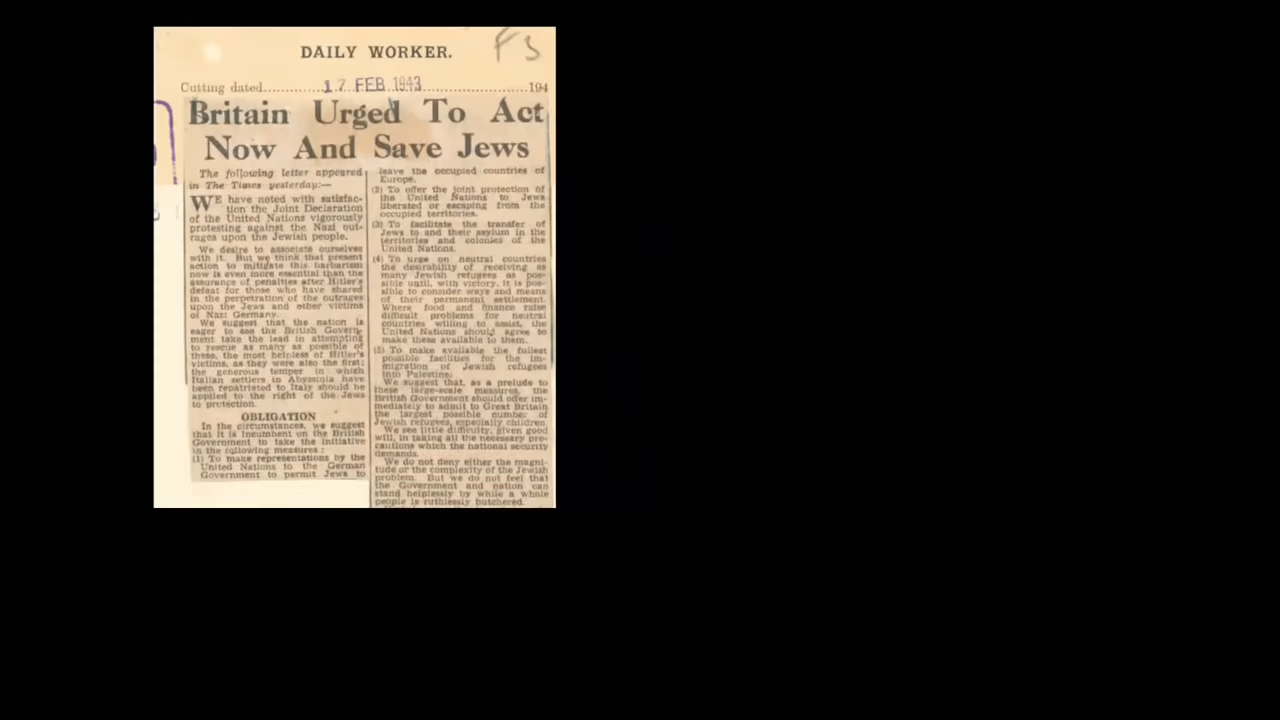 DAILY WORKER.
F3
Cutting dated 17 FEB 1943 194
Britain Urged To Act
Now And Save Jews
The following letter appeared
in The Times yesterday:—
WE have noted with satisfac-
tion the Joint Declaration
of the United Nations vigorously
protesting against the Nazi out-
rages upon the Jewish people.
We desire to associate ourselves
with it. But we think that present
action to mitigate this barbarism
now is even more essential than the
assurance of penalties after Hitler's
defeat for those who have shared
in the perpetration of the outrages
upon the Jews and other victims
of Nazi Germany.
We suggest that the nation is
eager to see the British Govern-
ment take the lead in attempting
to rescue as many as possible of
these, the most helpless of Hitler's
victims, as they were also the first;
the generous temper in which
Italian settlers in Abyssinia have
been repatriated to Italy should be
applied to the right of the Jews
to protection.
OBLIGATION
In the circumstances, we suggest
that it is incumbent on the British
Government to take the initiative
in the following measures:
(1) To make representations by the
United Nations to the German
Government to permit Jews to
leave the occupied countries of
Europe.
(2) To offer the joint protection of
the United Nations to Jews
liberated or escaping from the
occupied territories.
(3) To facilitate the transfer of
Jews to and their asylum in the
territories and colonies of the
United Nations.
(4) To urge on neutral countries
the desirability of receiving as
many Jewish refugees as pos-
sible until, with victory, it is pos-
sible to consider ways and means
of their permanent settlement.
Where food and finance raise
difficult problems for neutral
countries willing to assist, the
United Nations should agree to
make these available to them.
(5) To make available the fullest
possible facilities for the im-
migration of Jewish refugees
into Palestine.
We suggest that, as a prelude to
these large-scale measures, the
British Government should offer im-
mediately to admit to Great Britain
the largest possible number of
Jewish refugees, especially children.
We see little difficulty, given good
will, in taking all the necessary pre-
cautions which the national security
demands.
We do not deny either the magni-
tude or the complexity of the Jewish
problem. But we do not feel that
the Government and nation can
stand helplessly by while a whole
people is ruthlessly butchered.